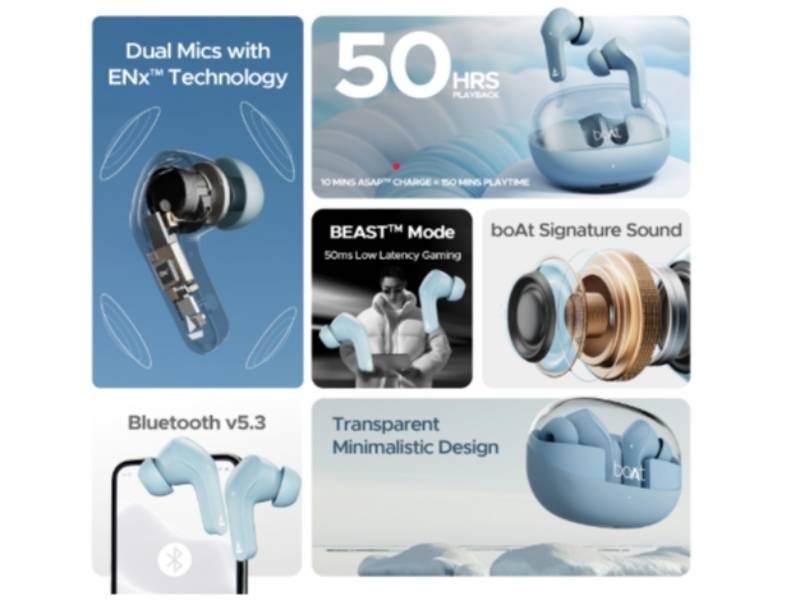 Dual Mics with
ENx™ Technology
50 HRS
PLAYBACK
boAt
10 MINS ASAP™ CHARGE = 150 MINS PLAYTIME
BEAST™ Mode
50ms Low Latency Gaming
boAt Signature Sound
Bluetooth v5.3
Transparent
Minimalistic Design
boAt